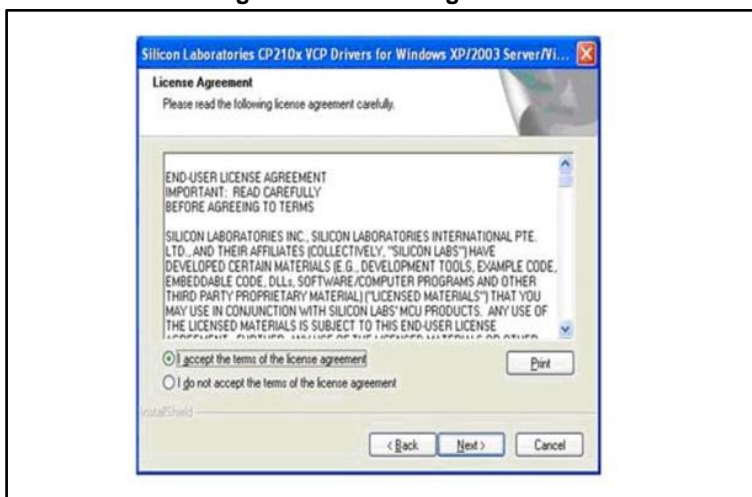 Silicon Laboratories CP210x VCP Drivers for Windows XP/2003 Server/Vi...
License Agreement
Please read the following license agreement carefully.
END-USER LICENSE AGREEMENT
IMPORTANT: READ CAREFULLY
BEFORE AGREEING TO TERMS
SILICON LABORATORIES INC., SILICON LABORATORIES INTERNATIONAL PTE.
LTD., AND THEIR AFFILIATES (COLLECTIVELY, "SILICON LABS") HAVE
DEVELOPED CERTAIN MATERIALS (E.G., DEVELOPMENT TOOLS, EXAMPLE CODE,
EMBEDDABLE CODE, DLLs, SOFTWARE/COMPUTER PROGRAMS AND OTHER
THIRD PARTY PROPRIETARY MATERIAL) ("LICENSED MATERIALS") THAT YOU
MAY USE IN CONJUNCTION WITH SILICON LABS' MCU PRODUCTS. ANY USE OF
THE LICENSED MATERIALS IS SUBJECT TO THIS END-USER LICENSE
I accept the terms of the license agreement
Print
I do not accept the terms of the license agreement
InstallShield
< Back
Next >
Cancel